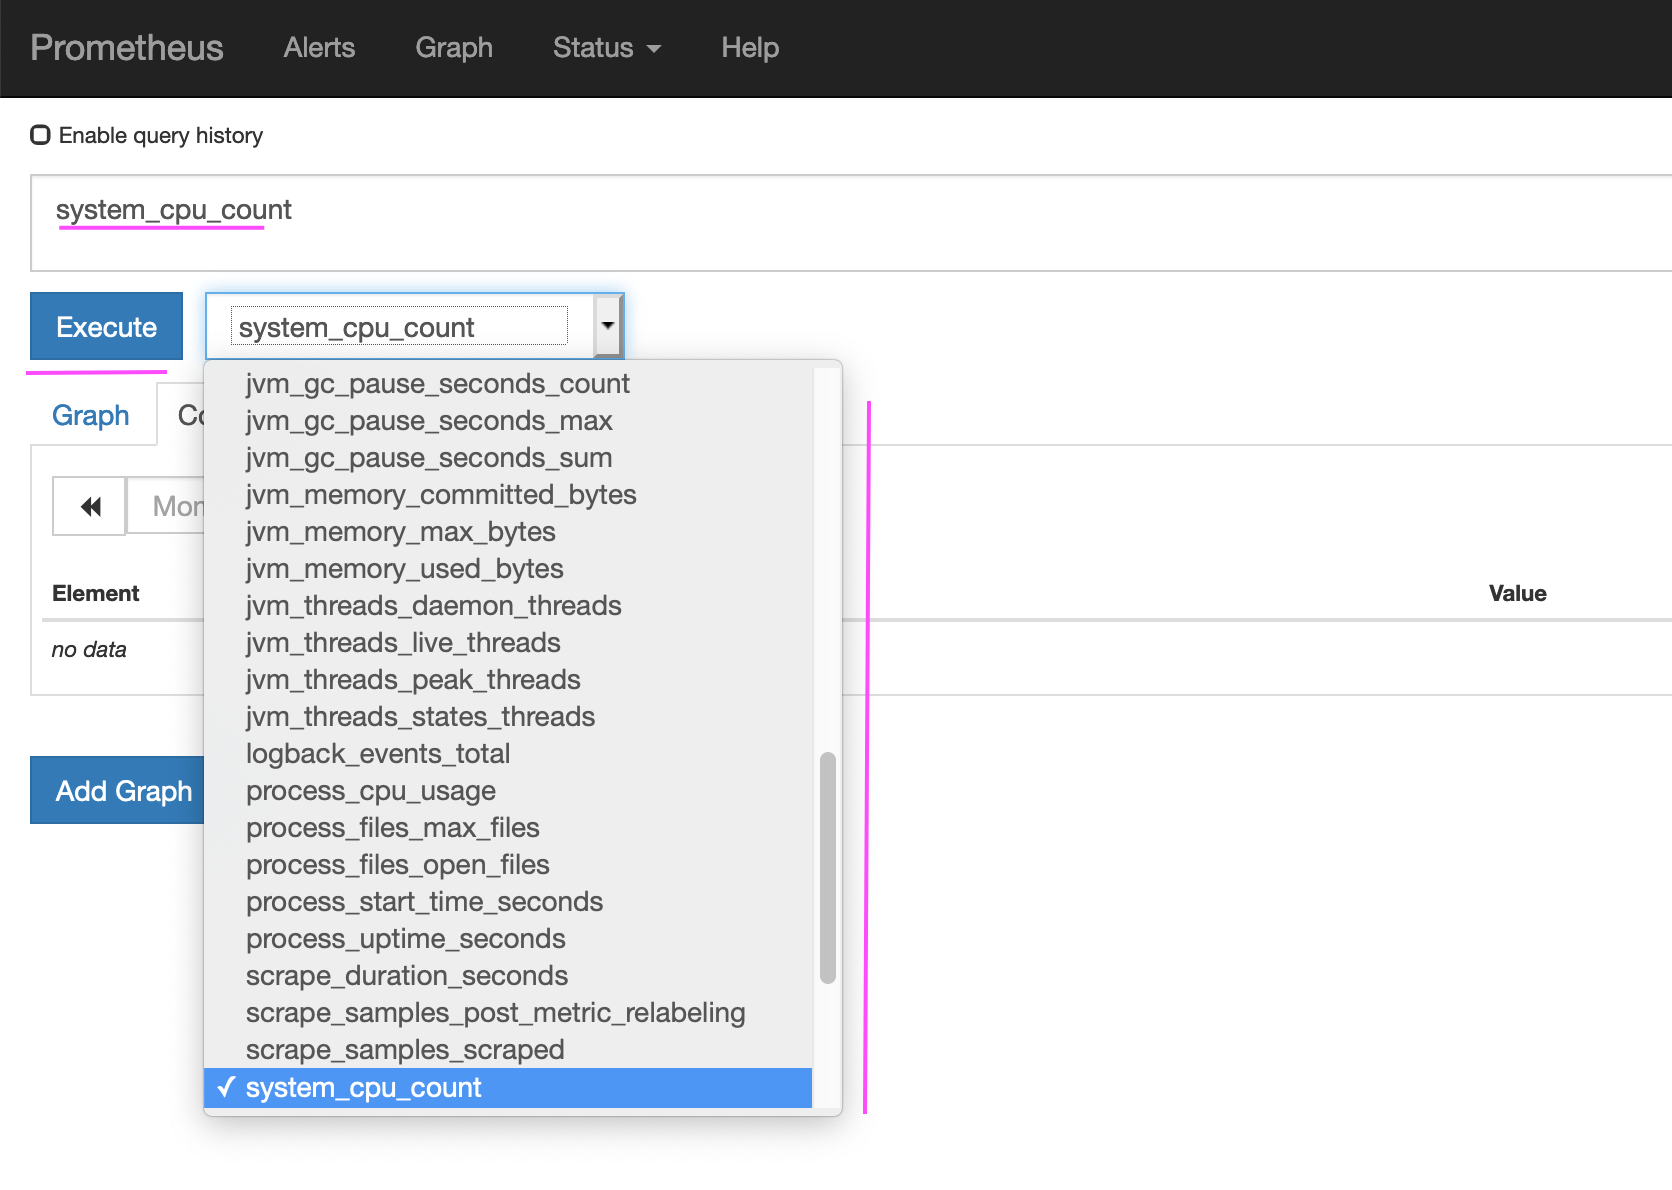 Prometheus Alerts Graph Status Help
Enable query history
system_cpu_count
Execute system_cpu_count
jvm_gc_pause_seconds_count
Graph Co jvm_gc_pause_seconds_max
jvm_gc_pause_seconds_sum
jvm_memory_committed_bytes
Mom jvm_memory_max_bytes
jvm_memory_used_bytes
Element jvm_threads_daemon_threads Value
jvm_threads_live_threads
no data
jvm_threads_peak_threads
jvm_threads_states_threads
logback_events_total
Add Graph process_cpu_usage
process_files_max_files
process_files_open_files
process_start_time_seconds
process_uptime_seconds
scrape_duration_seconds
scrape_samples_post_metric_relabeling
scrape_samples_scraped
system_cpu_count